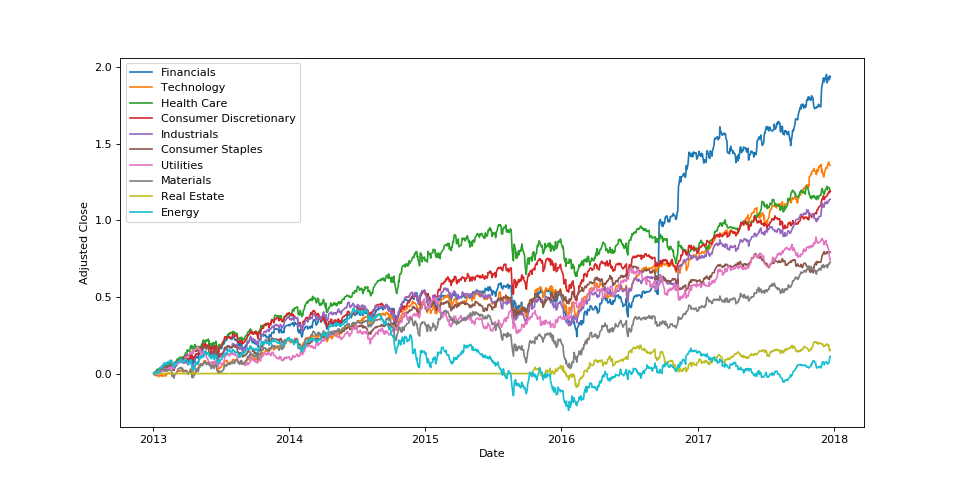 2.0
1.5
1.0
0.5
0.0
Adjusted Close
Financials
Technology
Health Care
Consumer Discretionary
Industrials
Consumer Staples
Utilities
Materials
Real Estate
Energy
2013 2014 2015 2016 2017 2018
Date